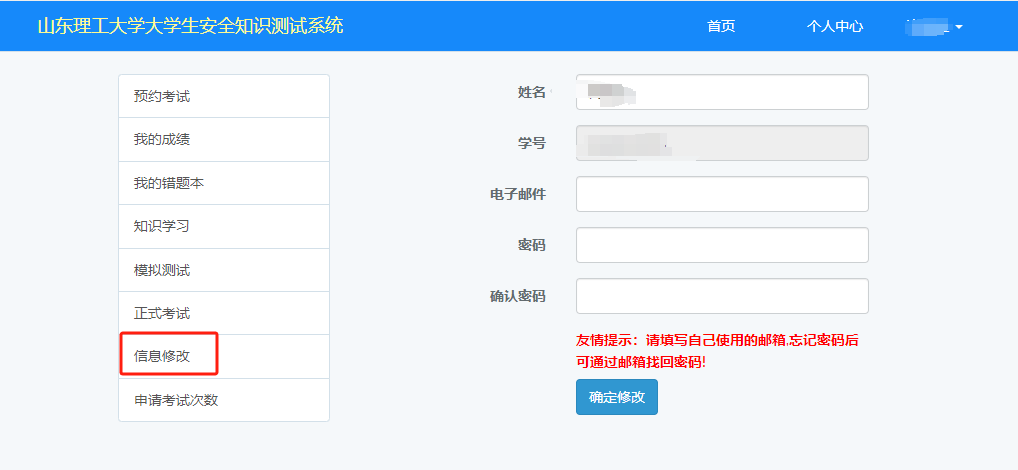 山东理工大学大学生安全知识测试系统
首页
个人中心
预约考试
我的成绩
我的错题本
知识学习
模拟测试
正式考试
信息修改
申请考试次数
姓名
学号
电子邮件
密码
确认密码
友情提示：请填写自己使用的邮箱,忘记密码后
可通过邮箱找回密码!
确定修改